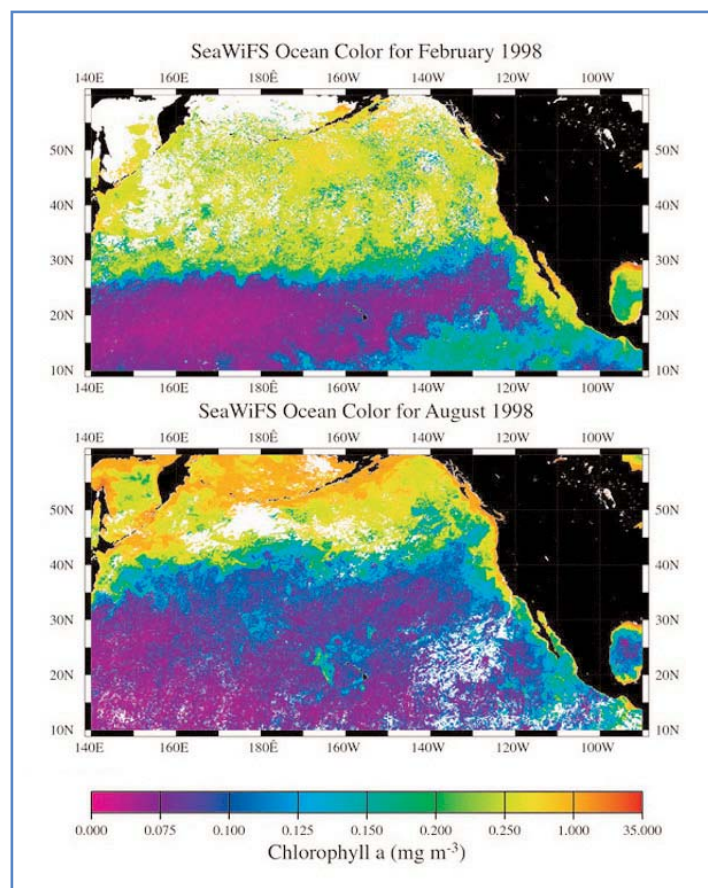 SeaWiFS Ocean Color for February 1998
140E 160E 180Ê 160W 140W 120W 100W
50N 50N
40N 40N
30N 30N
20N 20N
10N 10N
140E 160E 180Ê 160W 140W 120W 100W
SeaWiFS Ocean Color for August 1998
140E 160E 180Ê 160W 140W 120W 100W
50N 50N
40N 40N
30N 30N
20N 20N
10N 10N
140E 160E 180Ê 160W 140W 120W 100W
0.000 0.075 0.100 0.125 0.150 0.200 0.250 1.000 35.000
Chlorophyll a (mg m⁻³)